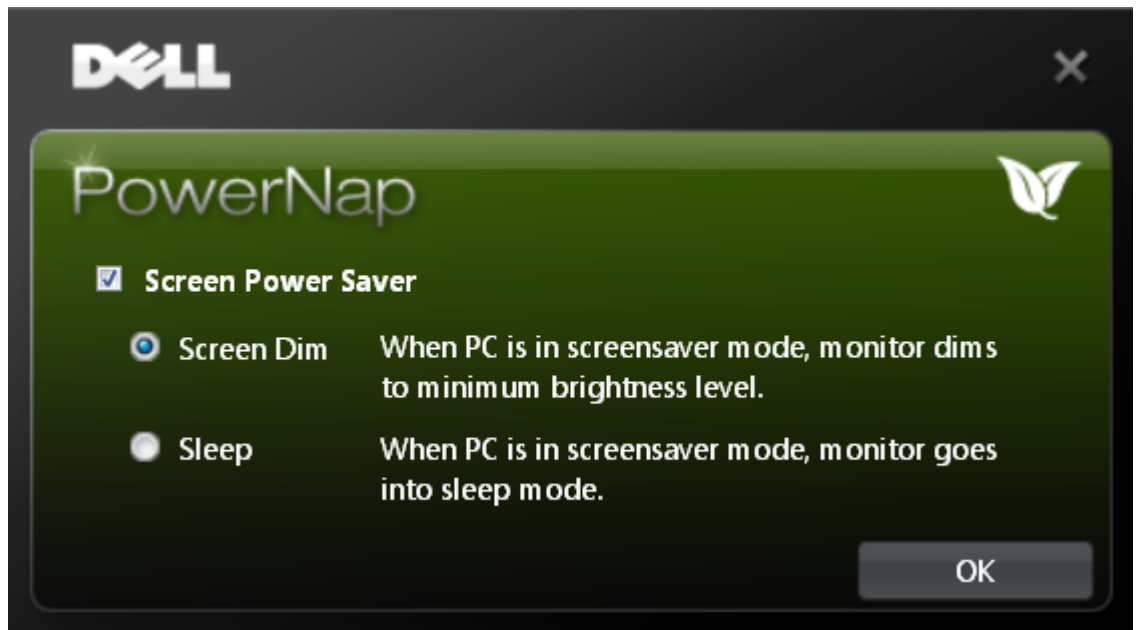 DELL
PowerNap
Screen Power Saver
Screen Dim When PC is in screensaver mode, monitor dims
to minimum brightness level.
Sleep When PC is in screensaver mode, monitor goes
into sleep mode.
OK